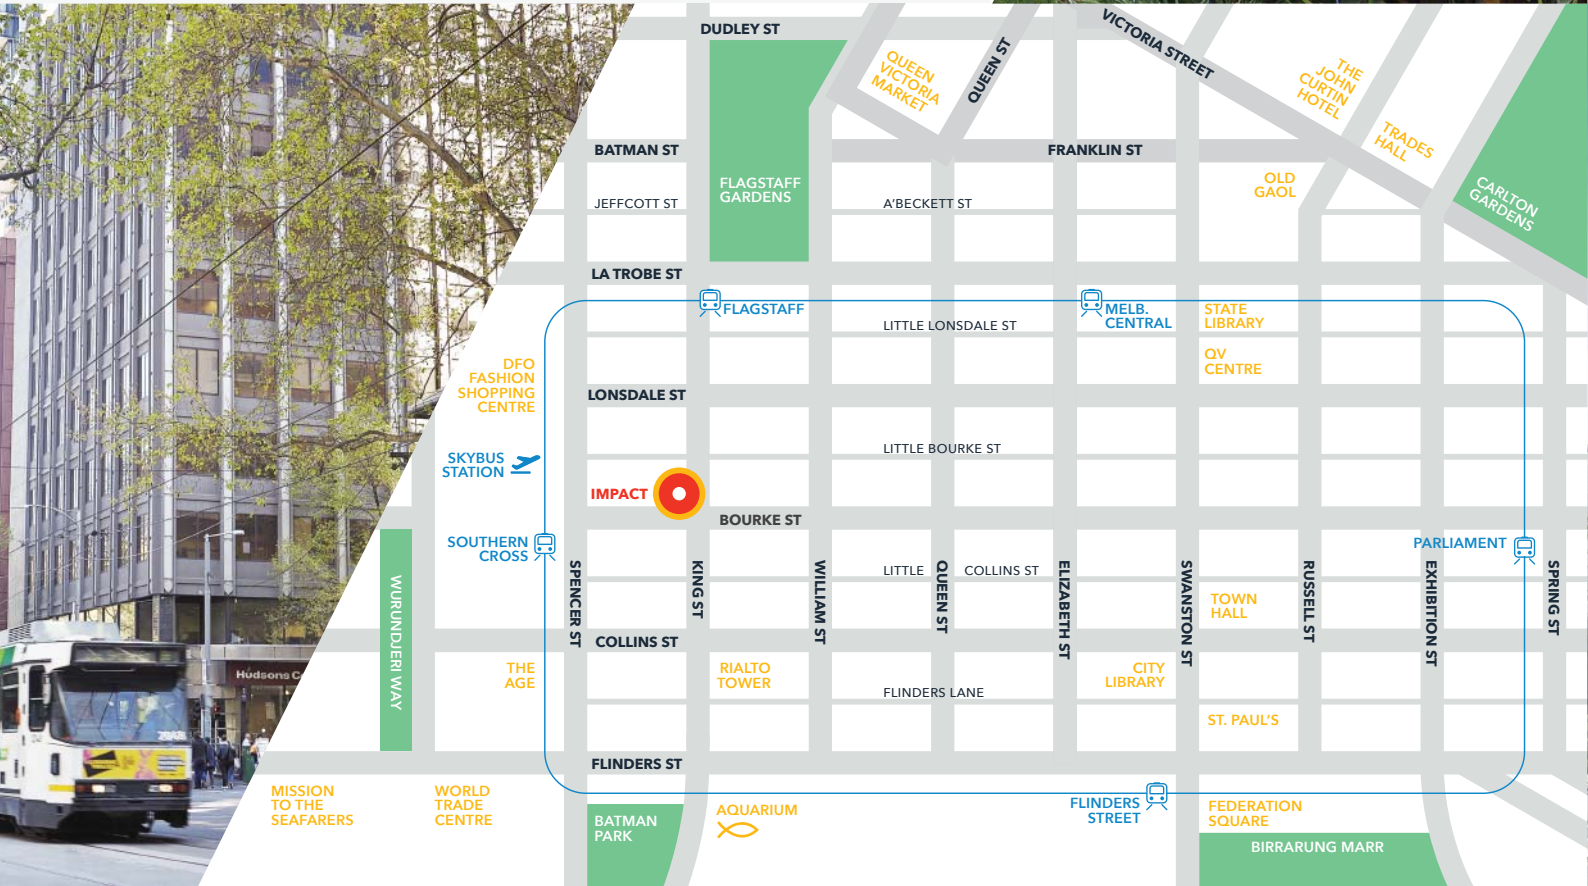 DUDLEY ST
VICTORIA STREET
QUEEN
VICTORIA
MARKET
QUEEN ST
THE
JOHN
CURTIN
HOTEL
TRADES
HALL
BATMAN ST
FRANKLIN ST
FLAGSTAFF
GARDENS
JEFFCOTT ST
A'BECKETT ST
OLD
GAOL
CARLTON
GARDENS
LA TROBE ST
FLAGSTAFF
MELB.
CENTRAL
STATE
LIBRARY
LITTLE LONSDALE ST
QV
CENTRE
DFO
FASHION
SHOPPING
CENTRE
LONSDALE ST
LITTLE BOURKE ST
SKYBUS
STATION
IMPACT
BOURKE ST
SOUTHERN
CROSS
PARLIAMENT
WURUNDJERI WAY
SPENCER ST
KING ST
WILLIAM ST
LITTLE
QUEEN ST
COLLINS ST
ELIZABETH ST
SWANSTON ST
RUSSELL ST
EXHIBITION ST
SPRING ST
TOWN
HALL
COLLINS ST
THE
AGE
RIALTO
TOWER
CITY
LIBRARY
FLINDERS LANE
ST. PAUL'S
Hudsons Co
FLINDERS ST
MISSION
TO THE
SEAFARERS
WORLD
TRADE
CENTRE
BATMAN
PARK
AQUARIUM
FLINDERS
STREET
FEDERATION
SQUARE
BIRRARUNG MARR